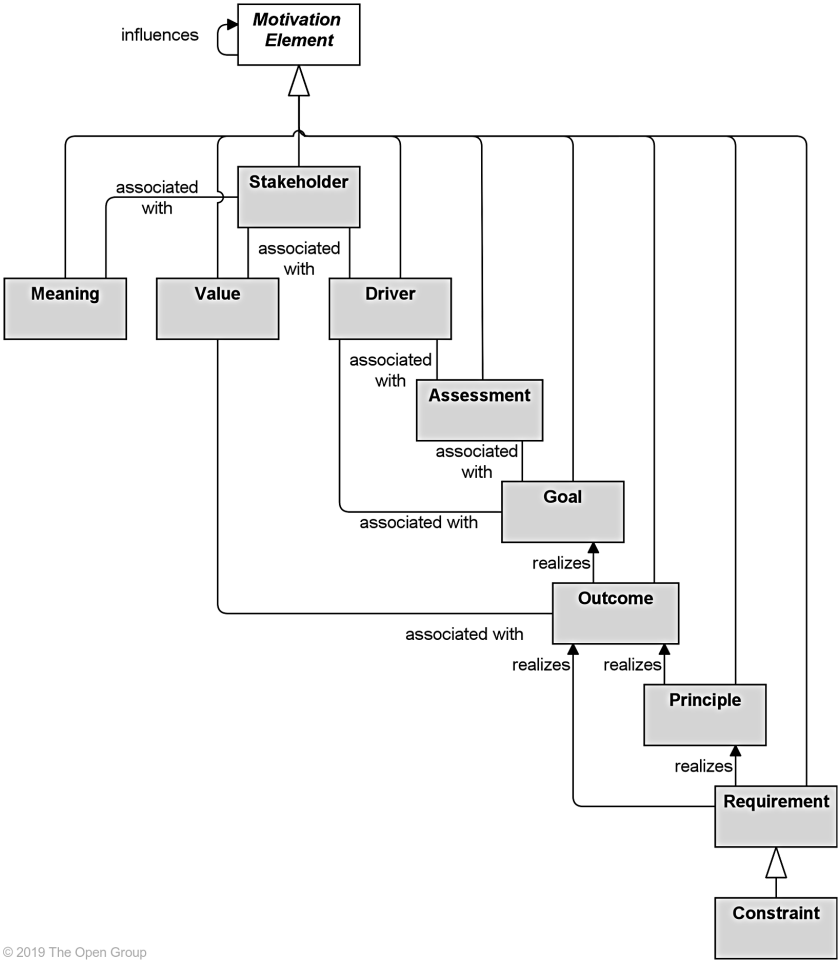 Motivation
Element
influences
Stakeholder
associated
with
associated
with
Meaning
Value
Driver
associated
with
Assessment
associated
with
Goal
associated with
realizes
Outcome
associated with
realizes
realizes
Principle
realizes
Requirement
Constraint
© 2019 The Open Group